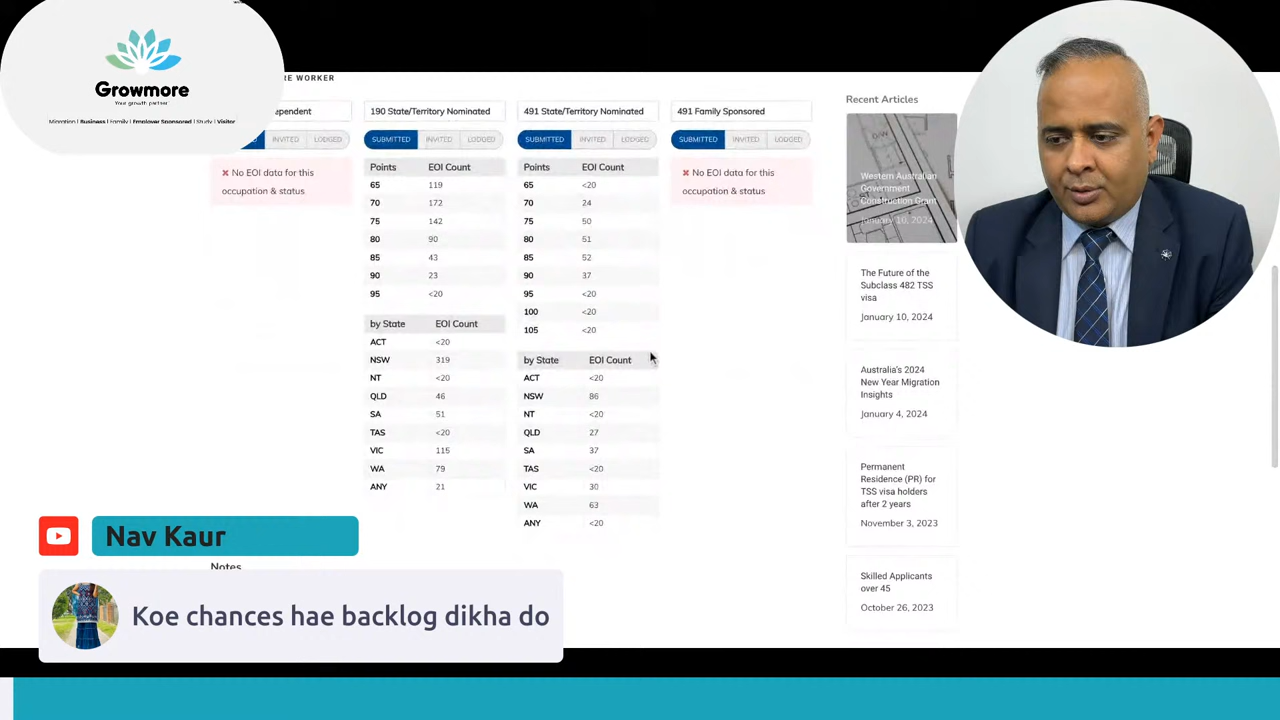 Growmore
Your growth partner
Migration | Business | Family | Employer Sponsored | Study | Visitor
RE WORKER
ependent
INVITED LODGED
✖ No EOI data for this
occupation & status
190 State/Territory Nominated
SUBMITTED INVITED LODGED
Points EOI Count
65 119
70 172
75 142
80 90
85 43
90 23
95 <20
by State EOI Count
ACT <20
NSW 319
NT <20
QLD 46
SA 51
TAS <20
VIC 115
WA 79
ANY 21
491 State/Territory Nominated
SUBMITTED INVITED LODGED
Points EOI Count
65 <20
70 24
75 50
80 51
85 52
90 37
95 <20
100 <20
105 <20
by State EOI Count
ACT <20
NSW 86
NT <20
QLD 27
SA 37
TAS <20
VIC 30
WA 63
ANY <20
491 Family Sponsored
SUBMITTED INVITED LODGED
✖ No EOI data for this
occupation & status
Recent Articles
Western Australian
Government
Construction Grant
January 10, 2024
The Future of the
Subclass 482 TSS
visa
January 10, 2024
Australia's 2024
New Year Migration
Insights
January 4, 2024
Permanent
Residence (PR) for
TSS visa holders
after 2 years
November 3, 2023
Skilled Applicants
over 45
October 26, 2023
Notes
Nav Kaur
Koe chances hae backlog dikha do